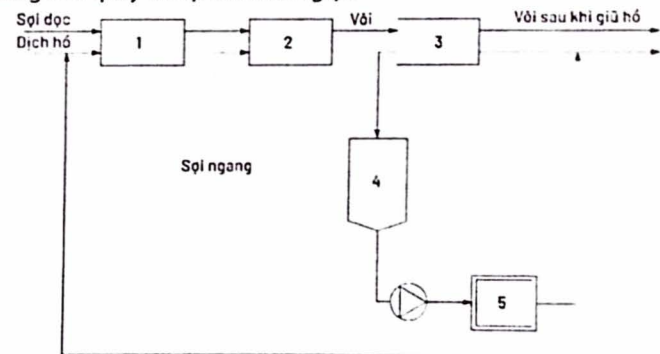 Sợi dọc
Dịch hồ
1
2
Vải
3
Vải sau khi giũ hồ
Sợi ngang
4
5